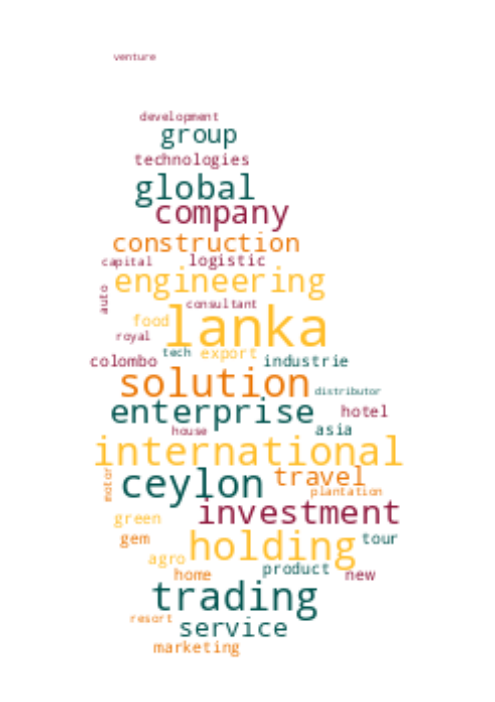 venture
development
group
technologies
global
company
construction
capital logistic
engineering
auto
consultant
food lanka
royal
tech export
colombo industrie
solution
distributor
enterprise hotel
house asia
international
motor
ceylon travel
plantation
investment
green
gem holding tour
agro
product
home new
trading
resort
service
marketing